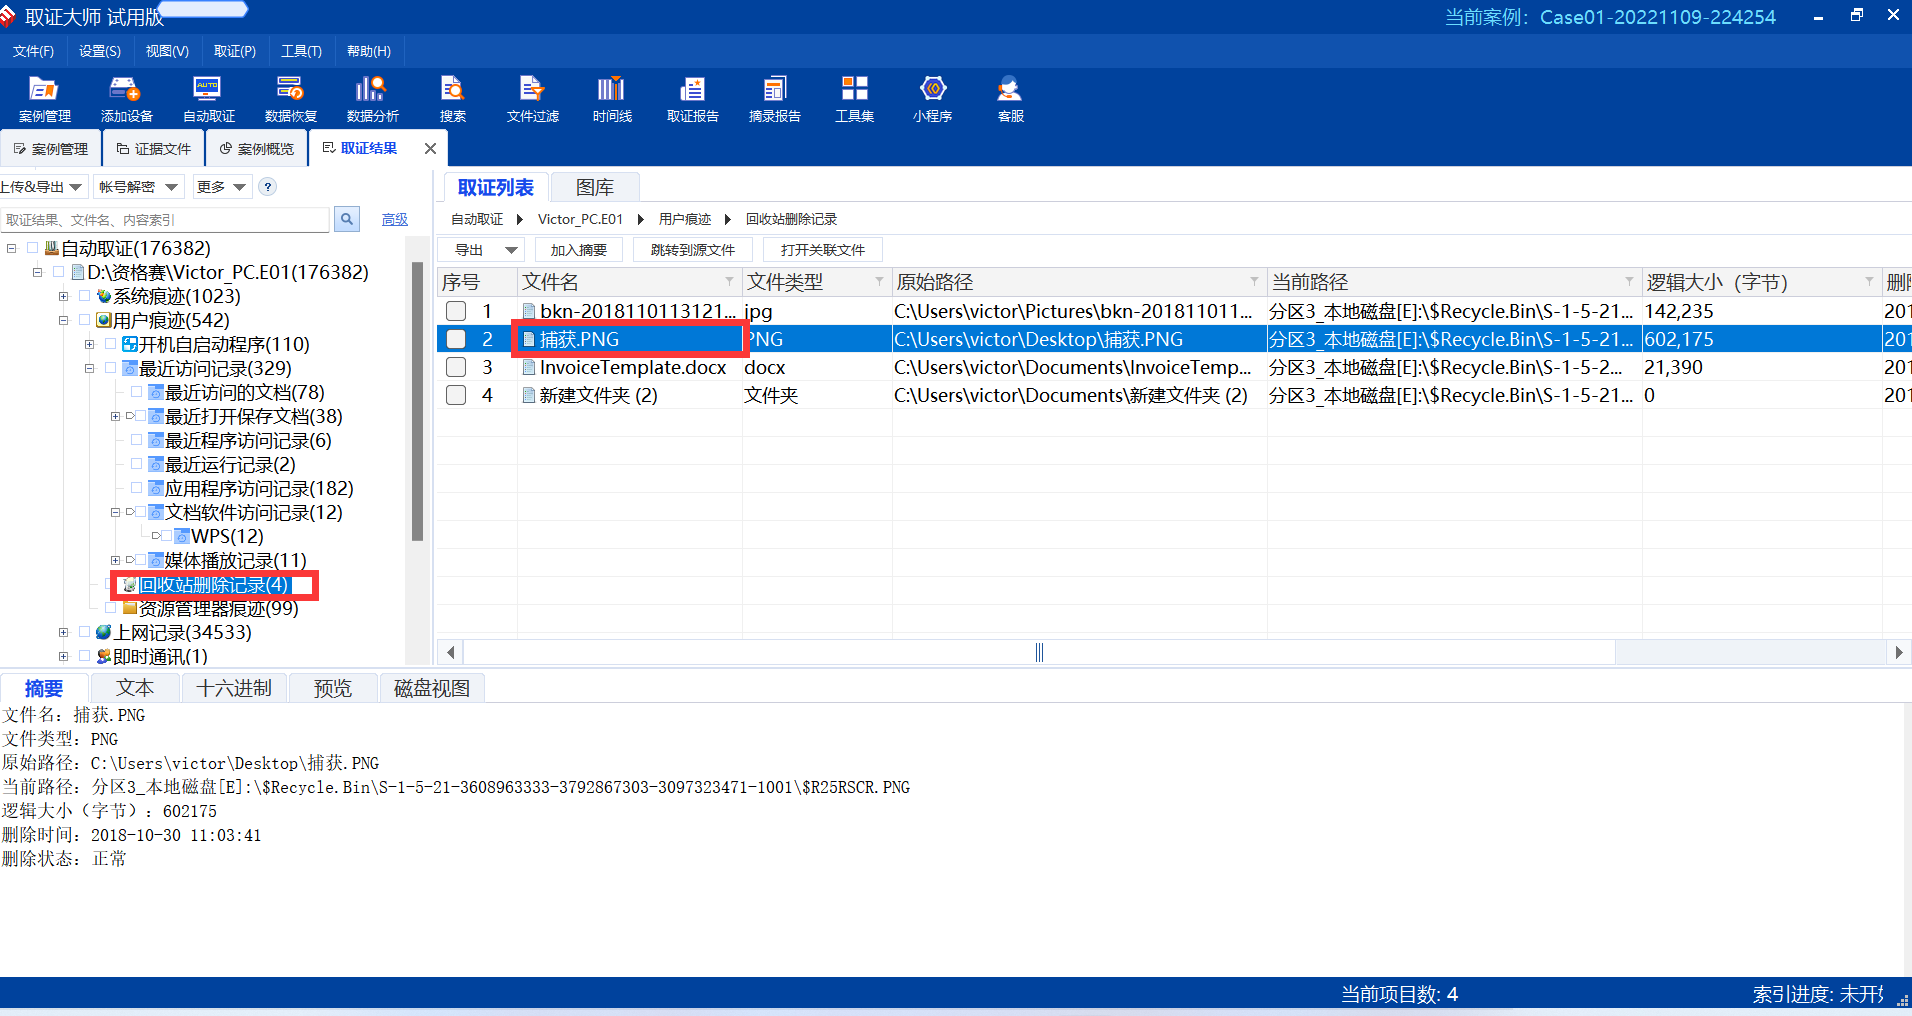 取证大师 试用版
当前案例： Case01-20221109-224254
文件(F) 设置(S) 视图(V) 取证(P) 工具(T) 帮助(H)
案例管理 添加设备 自动取证 数据恢复 数据分析 搜索 文件过滤 时间线 取证报告 摘录报告 工具集 小程序 客服
案例管理 证据文件 案例概览 取证结果
上传&导出 帐号解密 更多 ?
取证结果、文件名、内容索引 高级
自动取证(176382)
D:\资格赛\Victor_PC.E01(176382)
系统痕迹(1023)
用户痕迹(542)
开机自启动程序(110)
最近访问记录(329)
最近访问的文档(78)
最近打开保存文档(38)
最近程序访问记录(6)
最近运行记录(2)
应用程序访问记录(182)
文档软件访问记录(12)
WPS(12)
媒体播放记录(11)
回收站删除记录(4)
资源管理器痕迹(99)
上网记录(34533)
即时通讯(1)
取证列表 图库
自动取证 Victor_PC.E01 用户痕迹 回收站删除记录
导出 加入摘要 跳转到源文件 打开关联文件
序号 文件名 文件类型 原始路径 当前路径 逻辑大小（字节）
1 bkn-2018110113121... jpg C:\Users\victor\Pictures\bkn-201811011... 分区3_本地磁盘[E]:\$Recycle.Bin\S-1-5-21... 142,235 201
2 捕获.PNG PNG C:\Users\victor\Desktop\捕获.PNG 分区3_本地磁盘[E]:\$Recycle.Bin\S-1-5-21... 602,175 201
3 InvoiceTemplate.docx docx C:\Users\victor\Documents\InvoiceTemp... 分区3_本地磁盘[E]:\$Recycle.Bin\S-1-5-2... 21,390 201
4 新建文件夹 (2) 文件夹 C:\Users\victor\Documents\新建文件夹 (2) 分区3_本地磁盘[E]:\$Recycle.Bin\S-1-5-21... 0 201
摘要 文本 十六进制 预览 磁盘视图
文件名：捕获.PNG
文件类型：PNG
原始路径：C:\Users\victor\Desktop\捕获.PNG
当前路径：分区3_本地磁盘[E]:\$Recycle.Bin\S-1-5-21-3608963333-3792867303-3097323471-1001\$R25RSCR.PNG
逻辑大小（字节）：602175
删除时间：2018-10-30 11:03:41
删除状态：正常
当前项目数: 4
索引进度: 未开